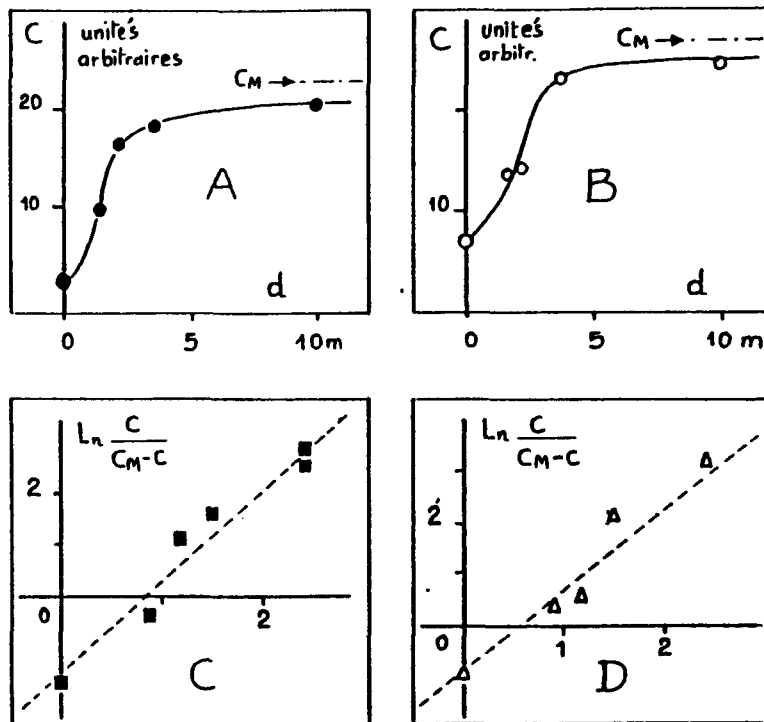 C
unités
arbitraires
C_M →
20
10
A
d
0 5 10m
C
unités
arbitr.
C_M →
10
B
d
0 5 10 m
Ln C/(C_M-C)
2
0 2
C
Ln C/(C_M-C)
2
0 1 2
D